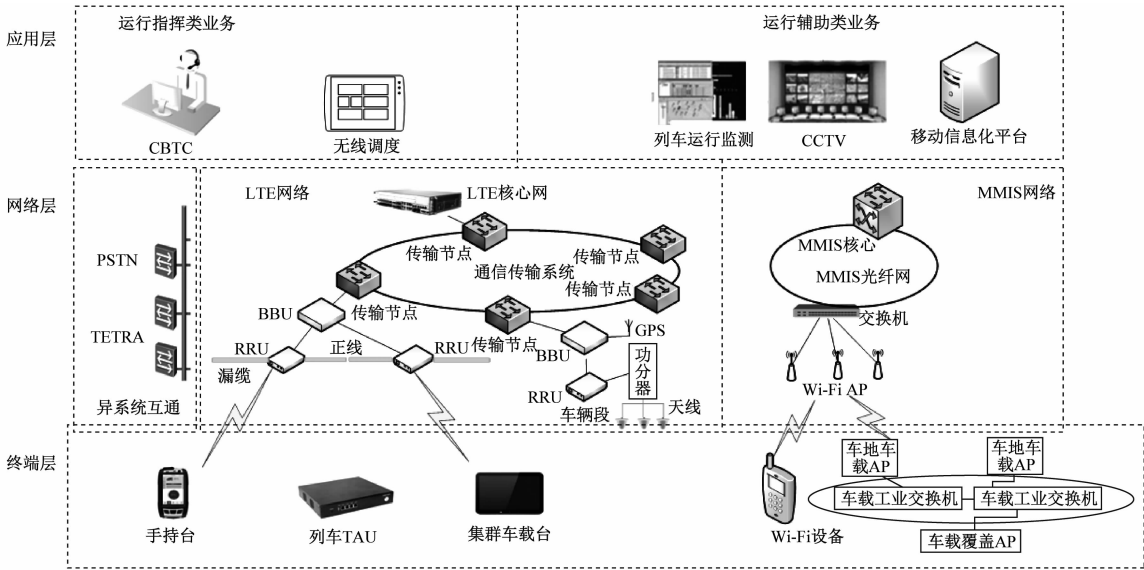 应用层
运行指挥类业务
CBTC
无线调度
运行辅助类业务
列车运行监测
CCTV
移动信息化平台
网络层
PSTN
TETRA
异系统互通
LTE网络
LTE核心网
传输节点
传输节点
通信传输系统
传输节点
传输节点
传输节点
BBU
RRU
正线
RRU
漏缆
BBU
GPS
功分器
RRU
车辆段
天线
MMIS网络
MMIS核心
MMIS光纤网
交换机
Wi-Fi AP
终端层
手持台
列车TAU
集群车载台
Wi-Fi设备
车地车
载AP
车地车
载AP
车载工业交换机
车载工业交换机
车载覆盖AP